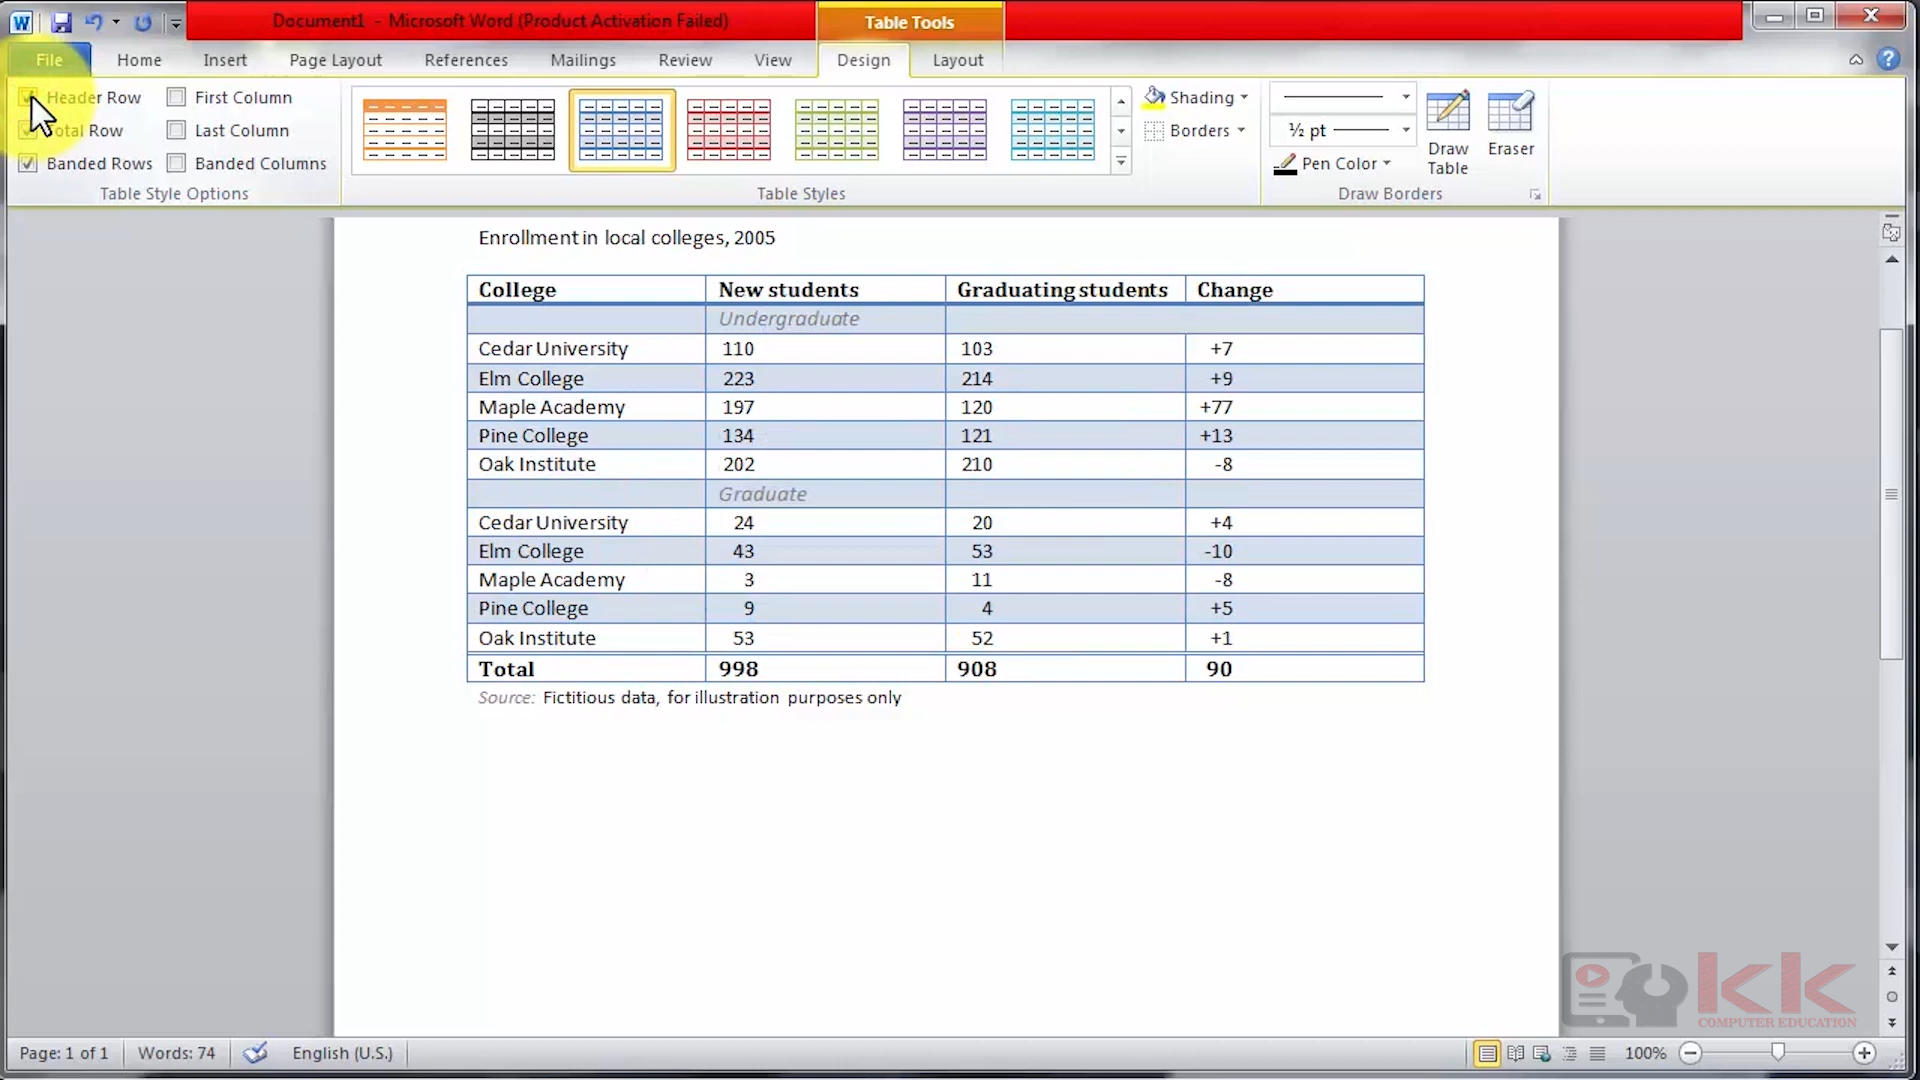 Document1 - Microsoft Word (Product Activation Failed)
Table Tools
File Home Insert Page Layout References Mailings Review View Design Layout
Header Row First Column
Total Row Last Column
Banded Rows Banded Columns
Table Style Options
Table Styles
Shading
Borders
½ pt
Pen Color
Draw Table
Eraser
Draw Borders
Enrollment in local colleges, 2005
College New students Graduating students Change
Undergraduate
Cedar University 110 103 +7
Elm College 223 214 +9
Maple Academy 197 120 +77
Pine College 134 121 +13
Oak Institute 202 210 -8
Graduate
Cedar University 24 20 +4
Elm College 43 53 -10
Maple Academy 3 11 -8
Pine College 9 4 +5
Oak Institute 53 52 +1
Total 998 908 90
Source: Fictitious data, for illustration purposes only
kk
COMPUTER EDUCATION
Page: 1 of 1 Words: 74 English (U.S.) 100%